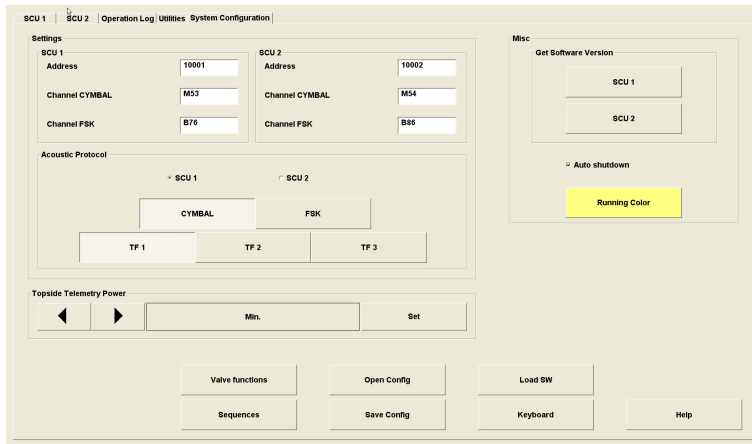 SCU 1 SCU 2 Operation Log Utilities System Configuration
Settings
SCU 1
Address 10001
Channel CYMBAL M53
Channel FSK B76
SCU 2
Address 10002
Channel CYMBAL M54
Channel FSK B86
Acoustic Protocol
SCU 1 SCU 2
CYMBAL FSK
TF 1 TF 2 TF 3
Topside Telemetry Power
Min. Set
Misc
Get Software Version
SCU 1
SCU 2
Auto shutdown
Running Color
Valve functions Open Config Load SW
Sequences Save Config Keyboard Help